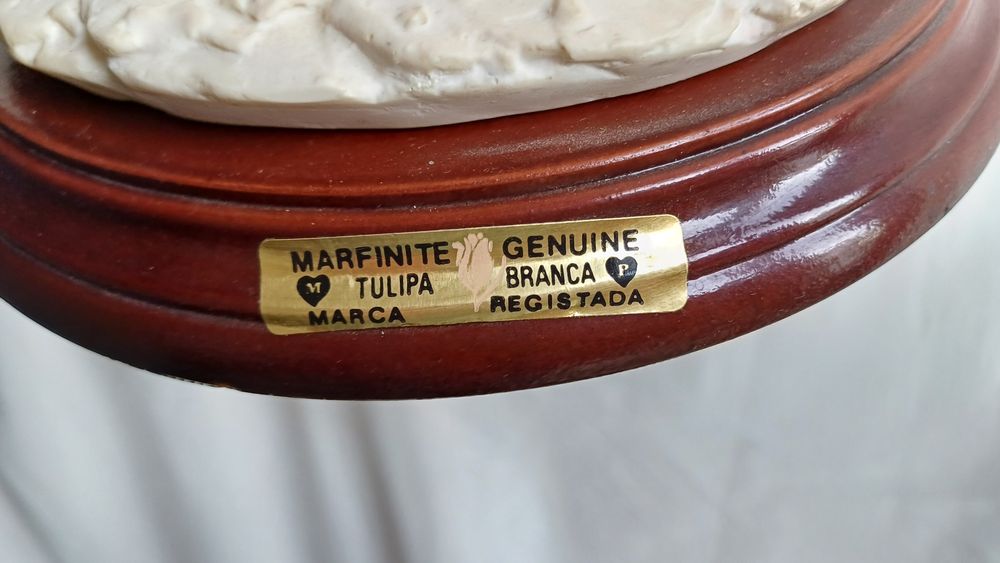 MARFINITE GENUINE
M TULIPA BRANCA P
MARCA REGISTADA